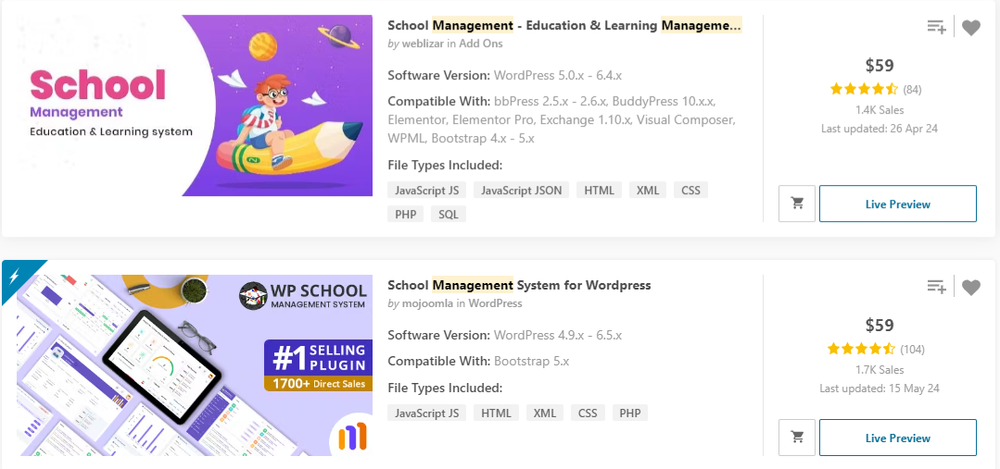 School
Management
Education & Learning system
School Management - Education & Learning Manageme...
by weblizar in Add Ons
Software Version: WordPress 5.0.x - 6.4.x
Compatible With: bbPress 2.5.x - 2.6.x, BuddyPress 10.x.x,
Elementor, Elementor Pro, Exchange 1.10.x, Visual Composer,
WPML, Bootstrap 4.x - 5.x
File Types Included:
JavaScript JS JavaScript JSON HTML XML CSS
PHP SQL
$59
(84)
1.4K Sales
Last updated: 26 Apr 24
Live Preview
WP SCHOOL
MANAGEMENT SYSTEM
#1 SELLING
PLUGIN
1700+ Direct Sales
School Management System for Wordpress
by mojoomla in WordPress
Software Version: WordPress 4.9.x - 6.5.x
Compatible With: Bootstrap 5.x
File Types Included:
JavaScript JS HTML XML CSS PHP
$59
(104)
1.7K Sales
Last updated: 15 May 24
Live Preview